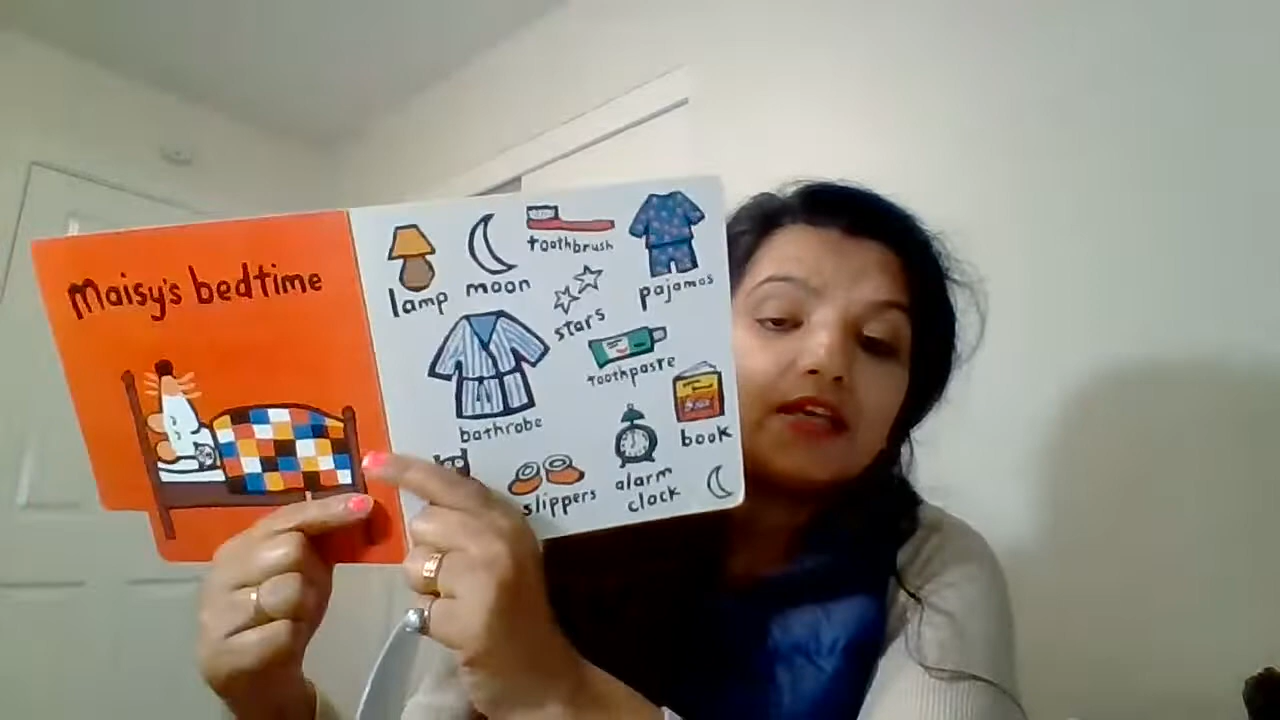 Maisy's bedtime
lamp
moon
toothbrush
pajamas
stars
toothpaste
bathrobe
book
slippers
alarm
clock